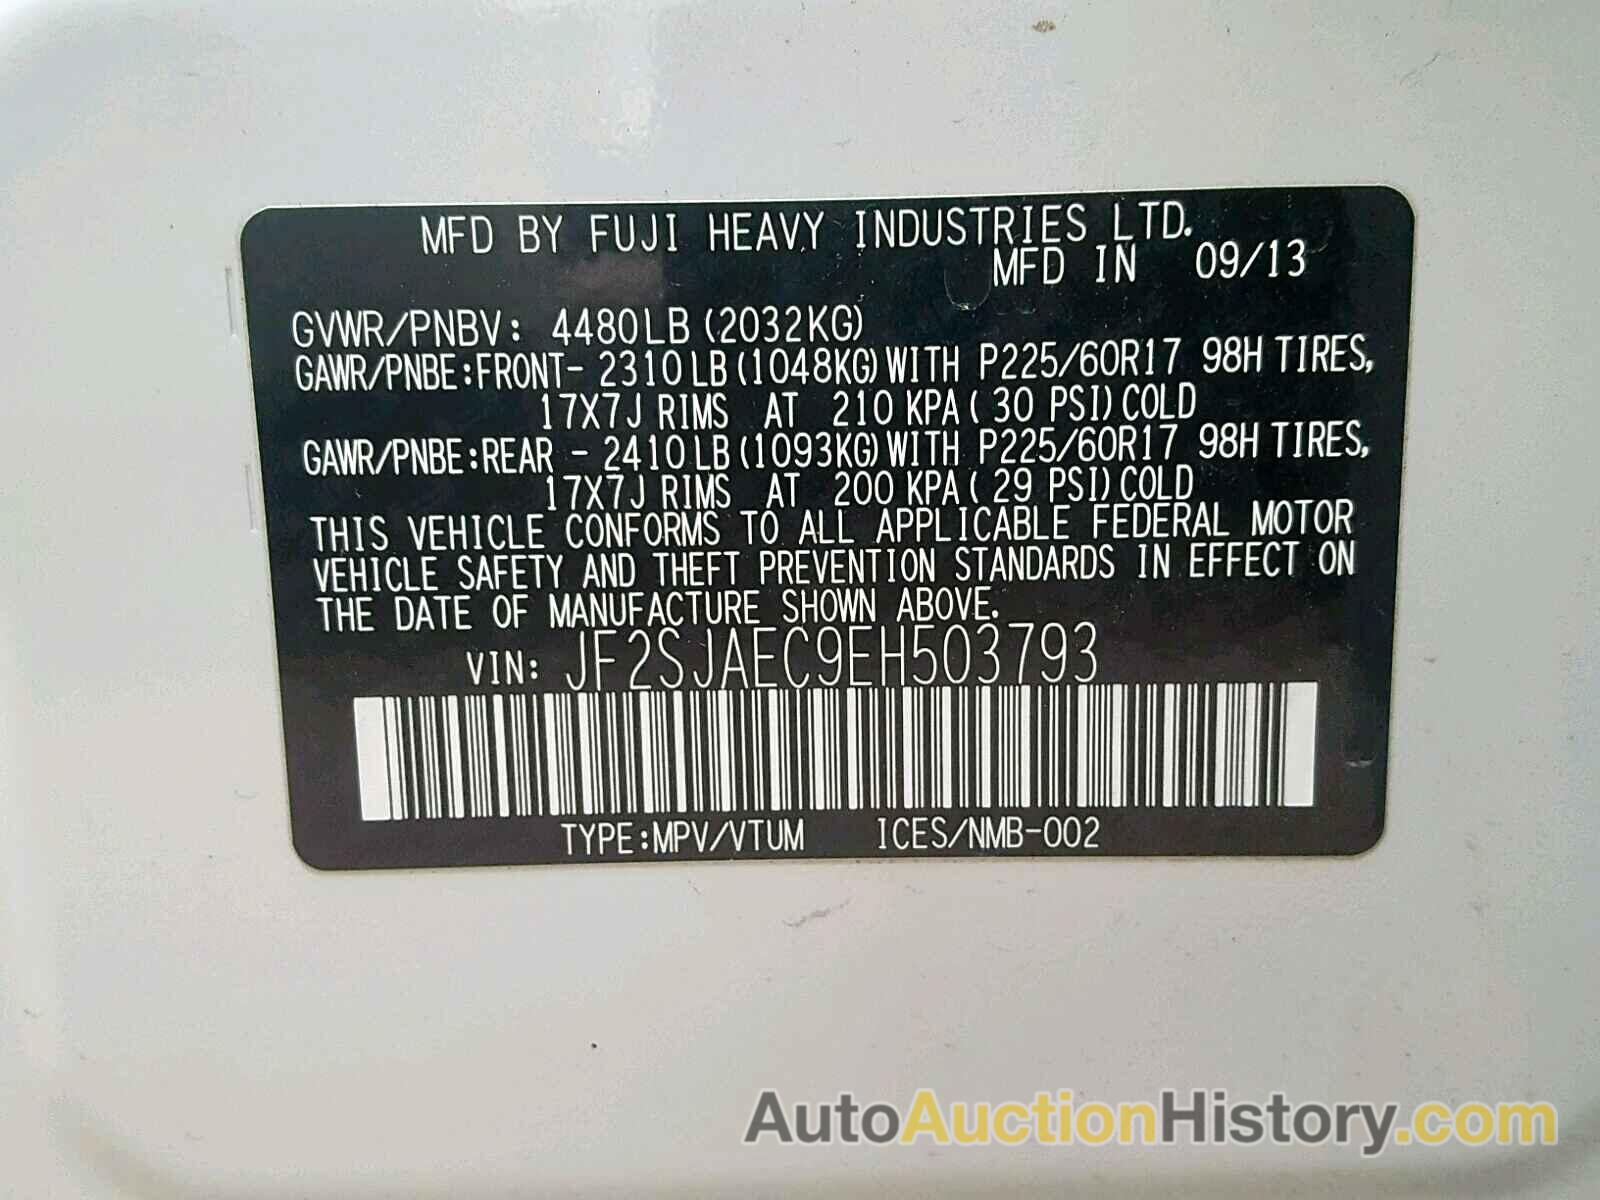 MFD BY FUJI HEAVY INDUSTRIES LTD.
MFD IN 09/13
GVWR/PNBV: 4480LB (2032KG)
GAWR/PNBE:FRONT- 2310LB(1048KG)WITH P225/60R17 98H TIRES,
17X7J RIMS AT 210 KPA( 30 PSI)COLD
GAWR/PNBE:REAR - 2410LB(1093KG)WITH P225/60R17 98H TIRES,
17X7J RIMS AT 200 KPA( 29 PSI)COLD
THIS VEHICLE CONFORMS TO ALL APPLICABLE FEDERAL MOTOR
VEHICLE SAFETY AND THEFT PREVENTION STANDARDS IN EFFECT ON
THE DATE OF MANUFACTURE SHOWN ABOVE.
VIN: JF2SJAEC9EH503793
TYPE:MPV/VTUM ICES/NMB-002
AutoAuctionHistory.com